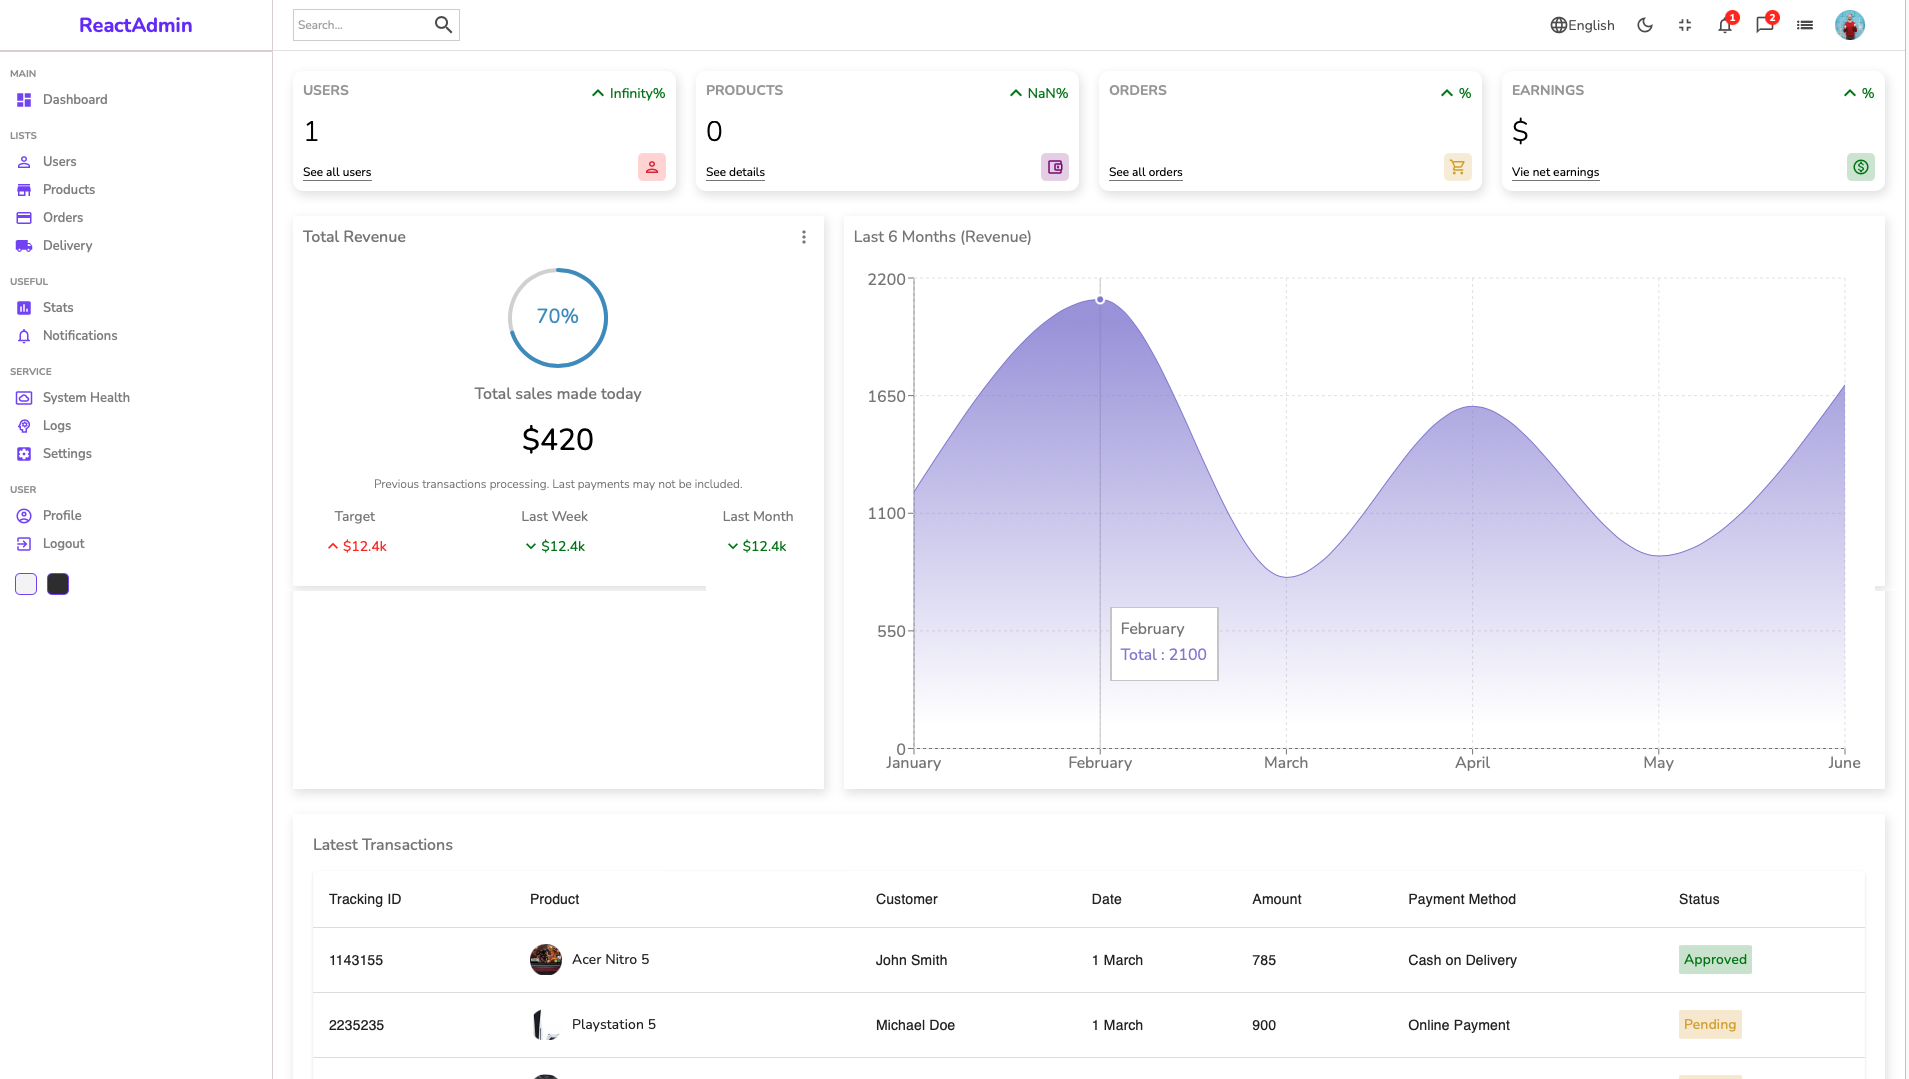 ReactAdmin
Search...
English
1
2
MAIN
Dashboard
LISTS
Users
Products
Orders
Delivery
USEFUL
Stats
Notifications
SERVICE
System Health
Logs
Settings
USER
Profile
Logout
USERS
Infinity%
1
See all users
PRODUCTS
NaN%
0
See details
ORDERS
%
See all orders
EARNINGS
%
$
Vie net earnings
Total Revenue
70%
Total sales made today
$420
Previous transactions processing. Last payments may not be included.
Target Last Week Last Month
$12.4k $12.4k $12.4k
Last 6 Months (Revenue)
2200
1650
1100
550
0
February
Total : 2100
January February March April May June
Latest Transactions
Tracking ID Product Customer Date Amount Payment Method Status
1143155 Acer Nitro 5 John Smith 1 March 785 Cash on Delivery Approved
2235235 Playstation 5 Michael Doe 1 March 900 Online Payment Pending